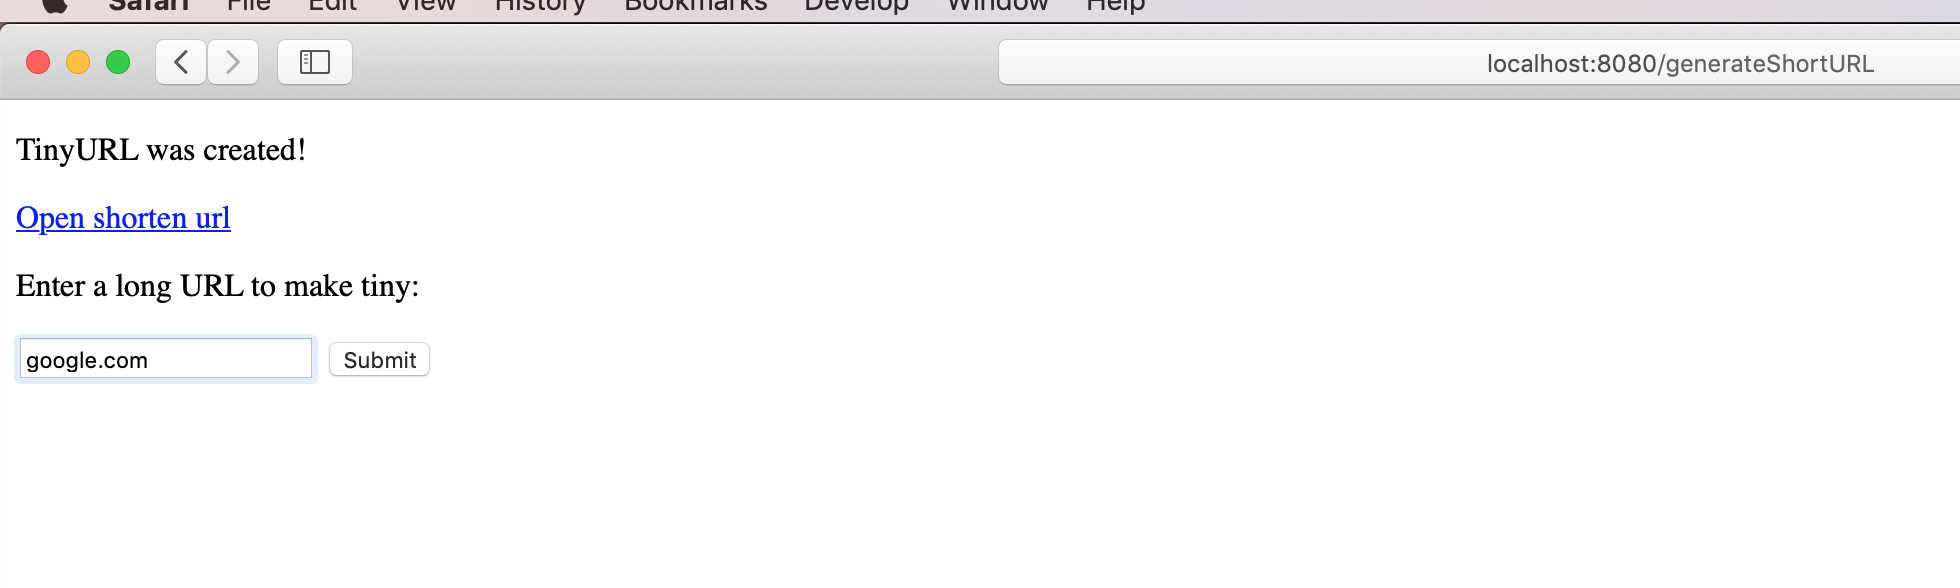 Safari File Edit View History Bookmarks Develop Window Help
localhost:8080/generateShortURL
TinyURL was created!
Open shorten url
Enter a long URL to make tiny:
google.com Submit